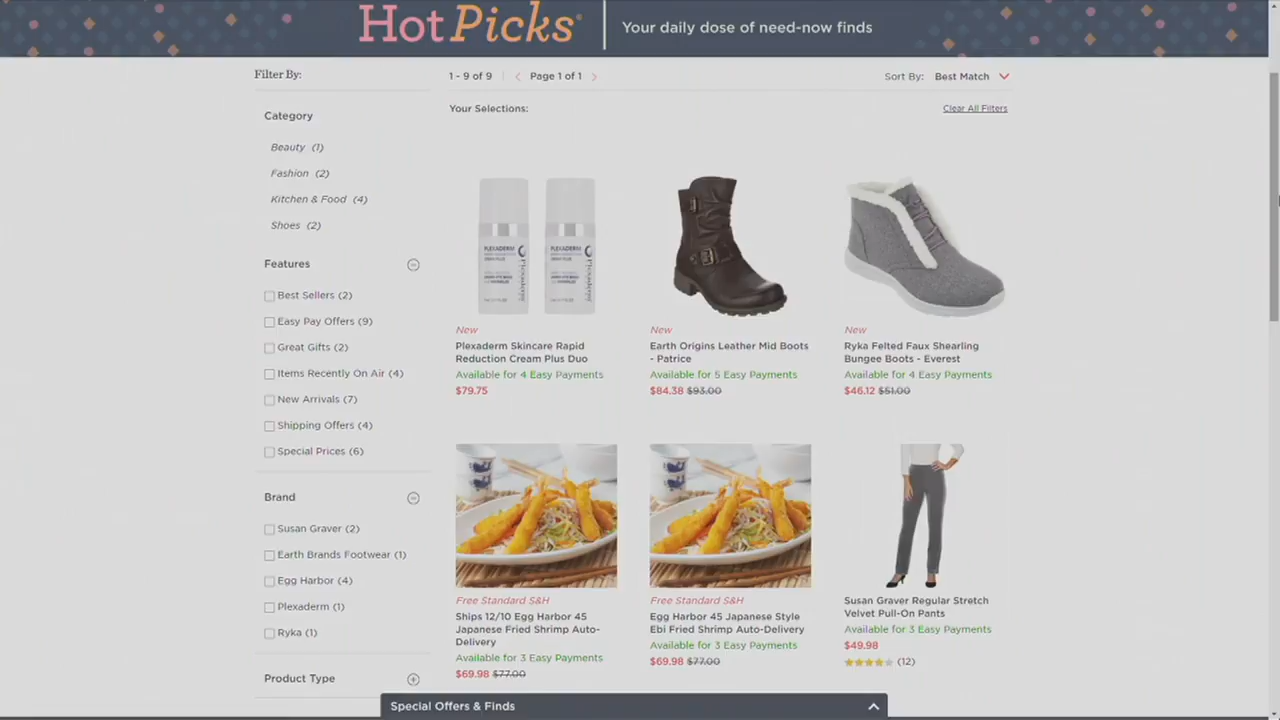 Hot Picks®
Your daily dose of need-now finds
Filter By:
1 - 9 of 9
Page 1 of 1
Sort By: Best Match
Your Selections:
Clear All Filters
Category
Beauty (1)
Fashion (2)
Kitchen & Food (4)
Shoes (2)
Features
Best Sellers (2)
Easy Pay Offers (9)
Great Gifts (2)
Items Recently On Air (4)
New Arrivals (7)
Shipping Offers (4)
Special Prices (6)
Brand
Susan Graver (2)
Earth Brands Footwear (1)
Egg Harbor (4)
Plexaderm (1)
Ryka (1)
Product Type
PLEXADERM
PLEXADERM
Plexaderm
Plexaderm
New
Plexaderm Skincare Rapid
Reduction Cream Plus Duo
Available for 4 Easy Payments
$79.75
New
Earth Origins Leather Mid Boots
- Patrice
Available for 5 Easy Payments
$84.38 $93.00
New
Ryka Felted Faux Shearling
Bungee Boots - Everest
Available for 4 Easy Payments
$46.12 $51.00
Free Standard S&H
Ships 12/10 Egg Harbor 45
Japanese Fried Shrimp Auto-
Delivery
Available for 3 Easy Payments
$69.98 $77.00
Free Standard S&H
Egg Harbor 45 Japanese Style
Ebi Fried Shrimp Auto-Delivery
Available for 3 Easy Payments
$69.98 $77.00
Susan Graver Regular Stretch
Velvet Pull-On Pants
Available for 3 Easy Payments
$49.98
(12)
Special Offers & Finds